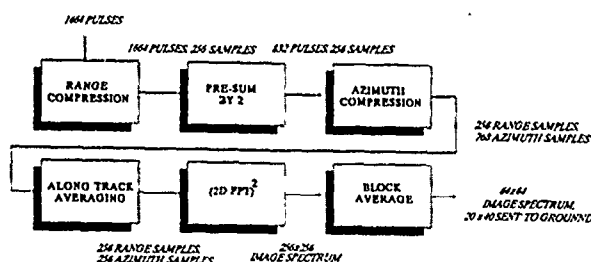 1664 PULSES
1664 PULSES, 256 SAMPLES
832 PULSES, 256 SAMPLES
RANGE
COMPRESSION
PRE-SUM
BY 2
AZIMUTH
COMPRESSION
256 RANGE SAMPLES,
768 AZIMUTH SAMPLES
ALONG TRACK
AVERAGING
(2D FFT)²
BLOCK
AVERAGE
64x64
IMAGE SPECTRUM,
20 x 40 SENT TO GROUND
256 RANGE SAMPLES,
256 AZIMUTH SAMPLES
256x256
IMAGE SPECTRUM